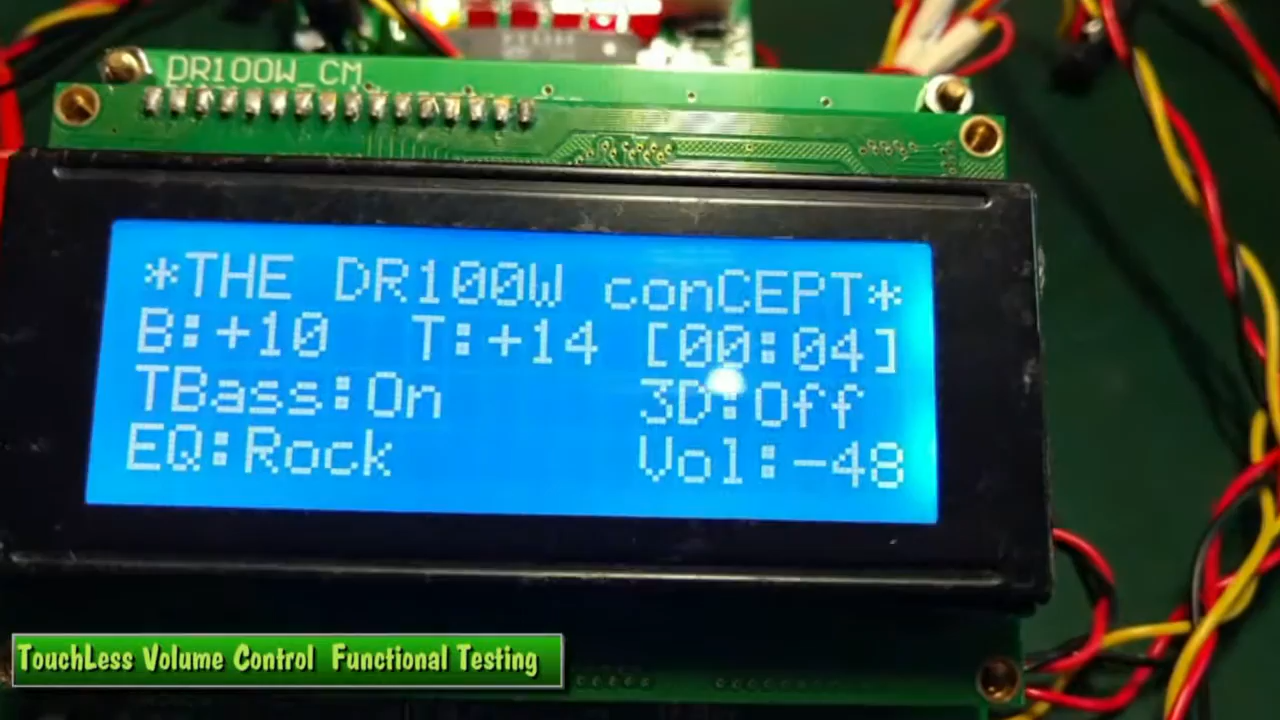 DR100W_CM
*THE DR100W conCEPT*
B:+10 T:+14 [00:04]
TBass:On 3D:Off
EQ:Rock Vol:-48
TouchLess Volume Control Functional Testing